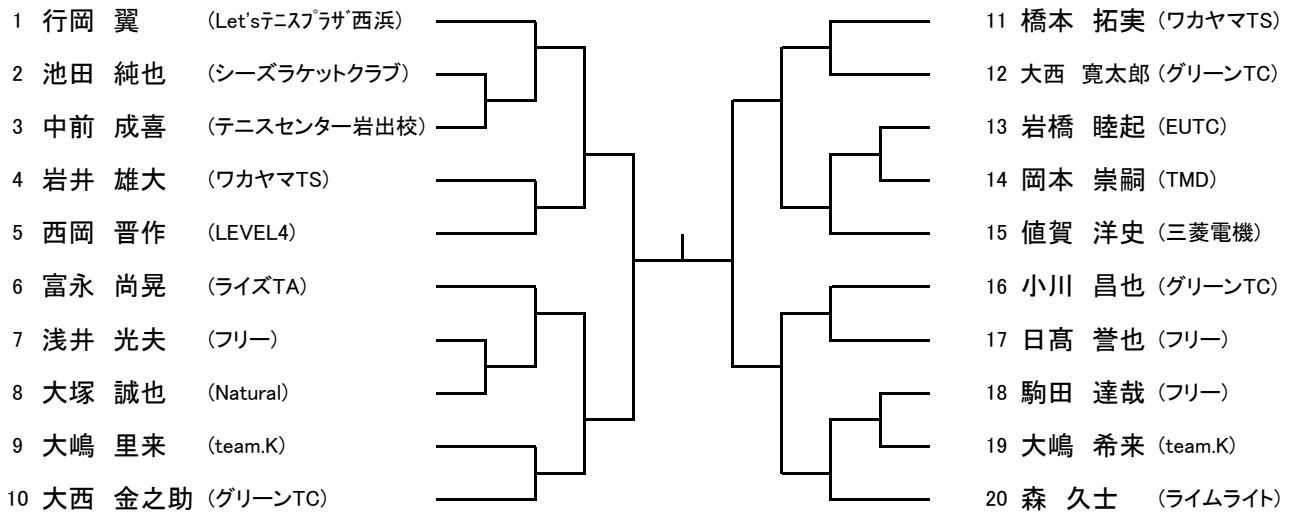 1 行岡 翼 (Let'sﾃﾆｽﾌﾟﾗｻﾞ西浜)
2 池田 純也 (シーズラケットクラブ)
3 中前 成喜 (テニスセンター岩出校)
4 岩井 雄大 (ワカヤマTS)
5 西岡 晋作 (LEVEL4)
6 富永 尚晃 (ライズTA)
7 浅井 光夫 (フリー)
8 大塚 誠也 (Natural)
9 大嶋 里来 (team.K)
10 大西 金之助 (グリーンTC)
11 橋本 拓実 (ワカヤマTS)
12 大西 寛太郎 (グリーンTC)
13 岩橋 睦起 (EUTC)
14 岡本 崇嗣 (TMD)
15 値賀 洋史 (三菱電機)
16 小川 昌也 (グリーンTC)
17 日髙 誉也 (フリー)
18 駒田 達哉 (フリー)
19 大嶋 希来 (team.K)
20 森 久士 (ライムライト)